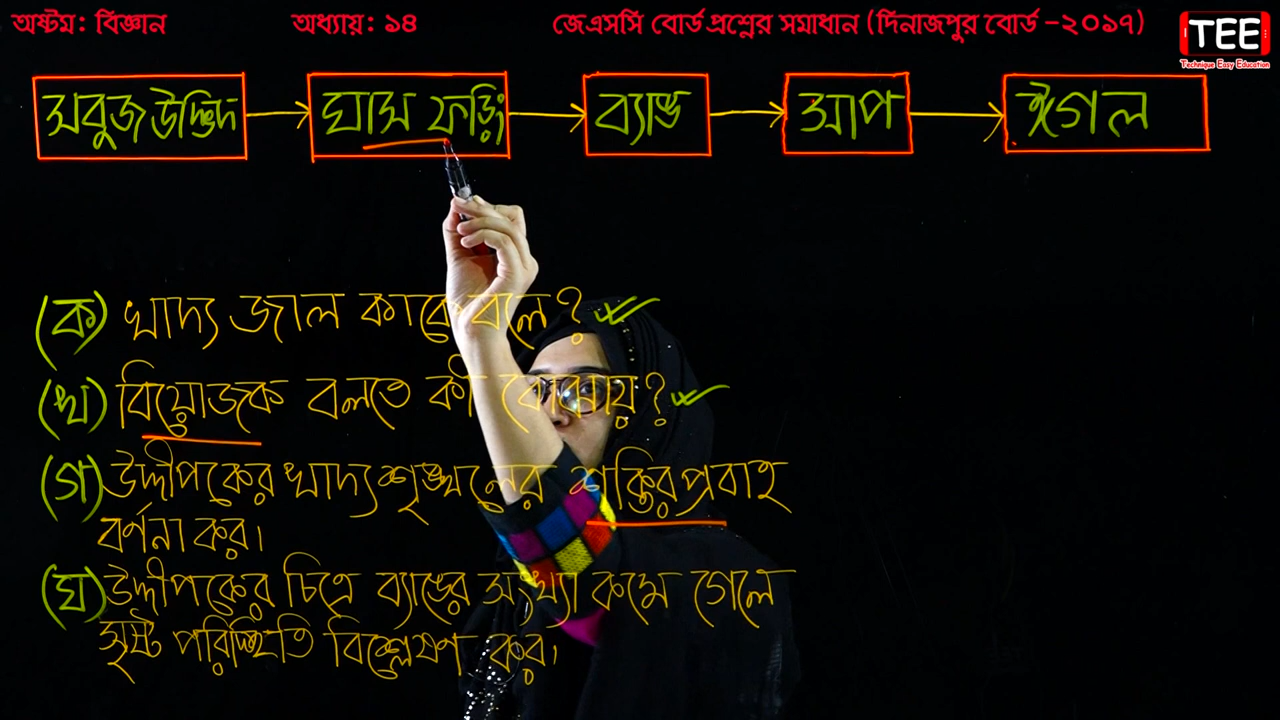 অষ্টম: বিজ্ঞান অধ্যায়: ১৪ জেএসসি বোর্ড প্রশ্নের সমাধান (দিনাজপুর বোর্ড -২০১৭)
TEE
Technique Easy Education
সবুজ উদ্ভিদ → ঘাস ফড়িং → ব্যাঙ → সাপ → ঈগল
(ক) খাদ্য জাল কাকে বলে?
(খ) বিয়োজক বলতে কী বোঝায়?
(গ) উদ্দীপকের খাদ্য শৃঙ্খলের শক্তির প্রবাহ
বর্ণনা কর।
(ঘ) উদ্দীপকের চিত্রে ব্যাঙের সংখ্যা কমে গেলে
সৃষ্ট পরিস্থিতি বিশ্লেষণ কর।